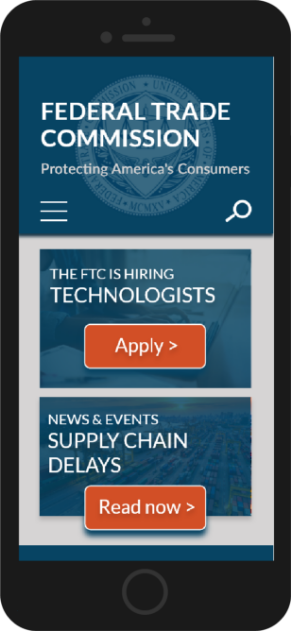 FEDERAL TRADE
COMMISSION
Protecting America's Consumers
THE FTC IS HIRING
TECHNOLOGISTS
Apply >
NEWS & EVENTS
SUPPLY CHAIN
DELAYS
Read now >